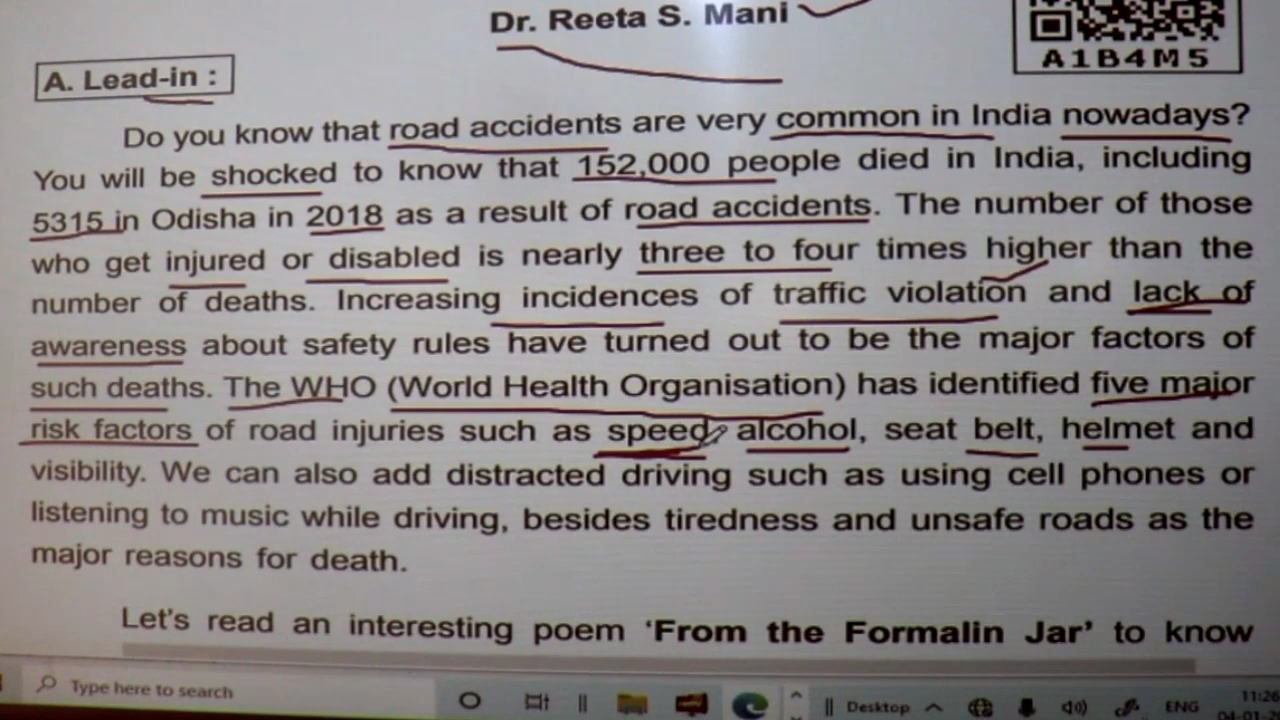 Dr. Reeta S. Mani
A1B4M5
A. Lead-in :
Do you know that road accidents are very common in India nowadays?
You will be shocked to know that 152,000 people died in India, including
5315 in Odisha in 2018 as a result of road accidents. The number of those
who get injured or disabled is nearly three to four times higher than the
number of deaths. Increasing incidences of traffic violation and lack of
awareness about safety rules have turned out to be the major factors of
such deaths. The WHO (World Health Organisation) has identified five major
risk factors of road injuries such as speed, alcohol, seat belt, helmet and
visibility. We can also add distracted driving such as using cell phones or
listening to music while driving, besides tiredness and unsafe roads as the
major reasons for death.
Let's read an interesting poem 'From the Formalin Jar' to know
Type here to search
Desktop
ENG
11:26